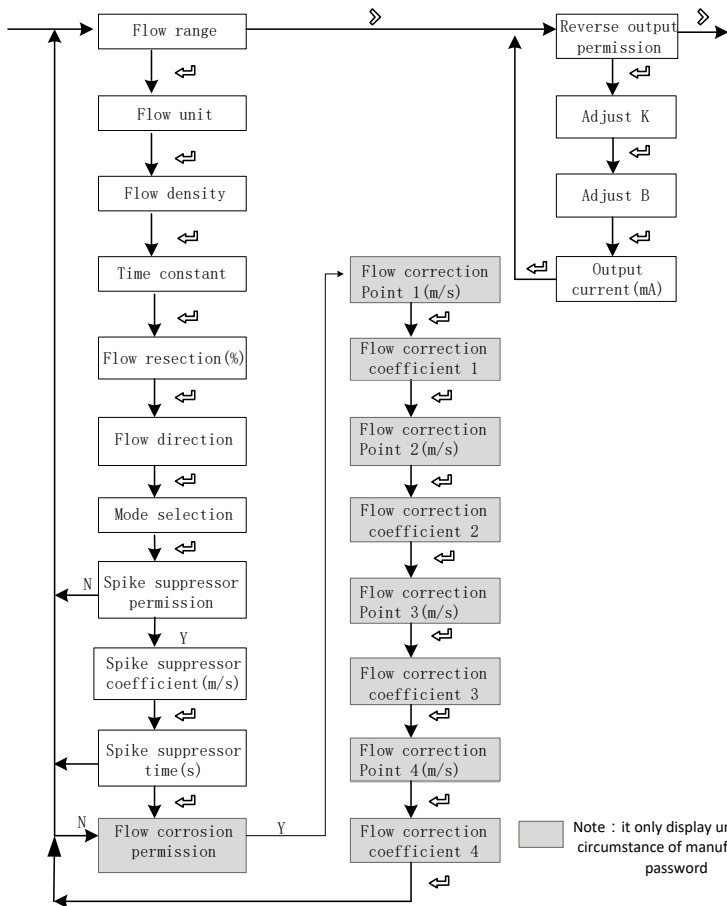 Flow range
Flow unit
Flow density
Time constant
Flow resection(%)
Flow direction
Mode selection
N
Spike suppressor
permission
Y
Spike suppressor
coefficient(m/s)
Spike suppressor
time(s)
N
Flow corrosion
permission
Y
Flow correction
Point 1(m/s)
Flow correction
coefficient 1
Flow correction
Point 2(m/s)
Flow correction
coefficient 2
Flow correction
Point 3(m/s)
Flow correction
coefficient 3
Flow correction
Point 4(m/s)
Flow correction
coefficient 4
Reverse output
permission
Adjust K
Adjust B
Output
current(mA)
Note : it only display
circumstance of
password